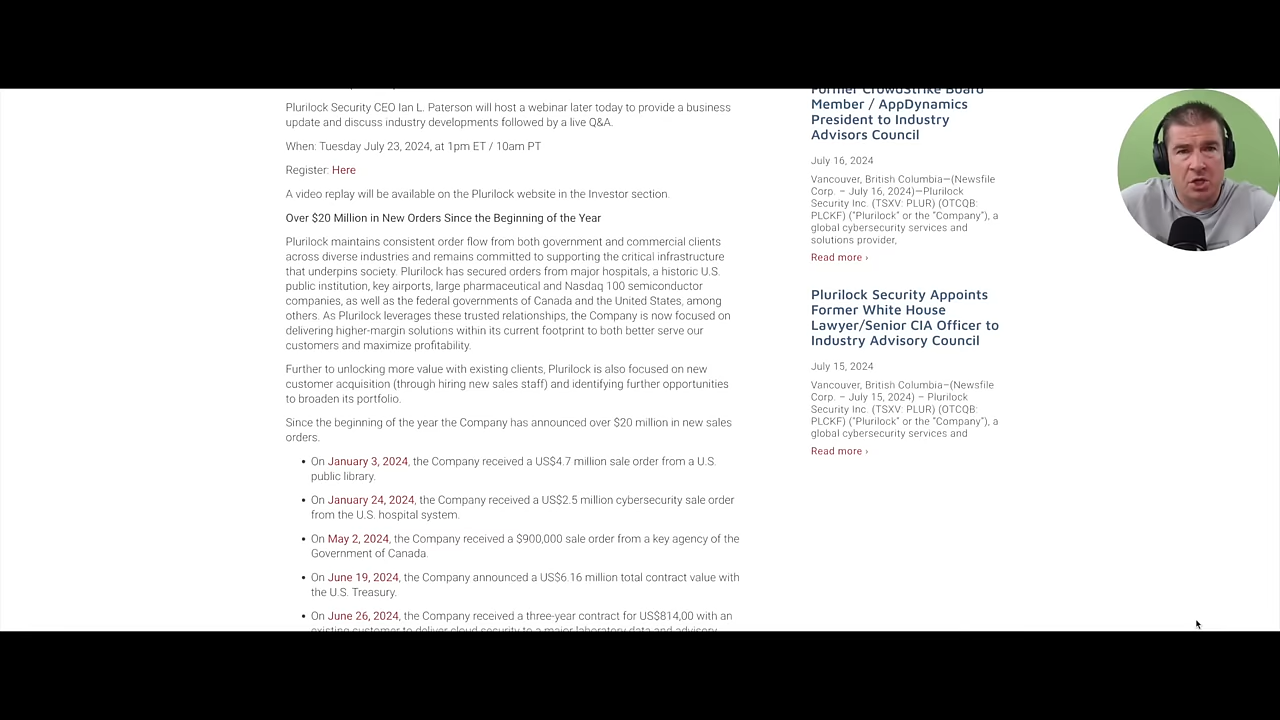 Plurilock Security CEO Ian L. Paterson will host a webinar later today to provide a business
update and discuss industry developments followed by a live Q&A.
When: Tuesday July 23, 2024, at 1pm ET / 10am PT
Register: Here
A video replay will be available on the Plurilock website in the Investor section.
Over $20 Million in New Orders Since the Beginning of the Year
Plurilock maintains consistent order flow from both government and commercial clients
across diverse industries and remains committed to supporting the critical infrastructure
that underpins society. Plurilock has secured orders from major hospitals, a historic U.S.
public institution, key airports, large pharmaceutical and Nasdaq 100 semiconductor
companies, as well as the federal governments of Canada and the United States, among
others. As Plurilock leverages these trusted relationships, the Company is now focused on
delivering higher-margin solutions within its current footprint to both better serve our
customers and maximize profitability.
Further to unlocking more value with existing clients, Plurilock is also focused on new
customer acquisition (through hiring new sales staff) and identifying further opportunities
to broaden its portfolio.
Since the beginning of the year the Company has announced over $20 million in new sales
orders.
• On January 3, 2024, the Company received a US$4.7 million sale order from a U.S.
public library.
• On January 24, 2024, the Company received a US$2.5 million cybersecurity sale order
from the U.S. hospital system.
• On May 2, 2024, the Company received a $900,000 sale order from a key agency of the
Government of Canada.
• On June 19, 2024, the Company announced a US$6.16 million total contract value with
the U.S. Treasury.
• On June 26, 2024, the Company received a three-year contract for US$814,00 with an
existing customer to deliver cloud security to a major laboratory data and advisory
Former CrowdStrike Board
Member / AppDynamics
President to Industry
Advisors Council
July 16, 2024
Vancouver, British Columbia—(Newsfile
Corp. – July 16, 2024)—Plurilock
Security Inc. (TSXV: PLUR) (OTCQB:
PLCKF) ("Plurilock" or the "Company"), a
global cybersecurity services and
solutions provider,
Read more ›
Plurilock Security Appoints
Former White House
Lawyer/Senior CIA Officer to
Industry Advisory Council
July 15, 2024
Vancouver, British Columbia–(Newsfile
Corp. – July 15, 2024) – Plurilock
Security Inc. (TSXV: PLUR) (OTCQB:
PLCKF) ("Plurilock" or the "Company"), a
global cybersecurity services and
Read more ›